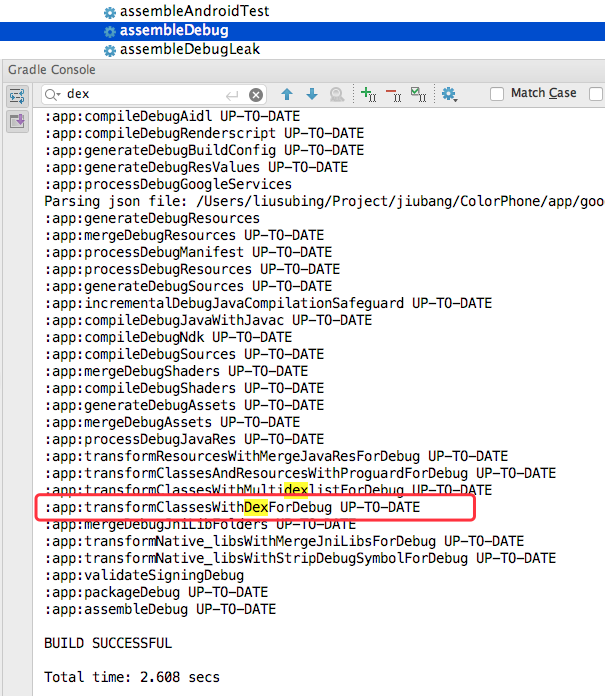 assembleAndroidTest
assembleDebug
assembleDebugLeak
Gradle Console
dex
Match Case
:app:compileDebugAidl UP-TO-DATE
:app:compileDebugRenderscript UP-TO-DATE
:app:generateDebugBuildConfig UP-TO-DATE
:app:generateDebugResValues UP-TO-DATE
:app:processDebugGoogleServices
Parsing json file: /Users/liusubing/Project/jiubang/ColorPhone/app/goo
:app:generateDebugResources
:app:mergeDebugResources UP-TO-DATE
:app:processDebugManifest UP-TO-DATE
:app:processDebugResources UP-TO-DATE
:app:generateDebugSources UP-TO-DATE
:app:incrementalDebugJavaCompilationSafeguard UP-TO-DATE
:app:compileDebugJavaWithJavac UP-TO-DATE
:app:compileDebugNdk UP-TO-DATE
:app:compileDebugSources UP-TO-DATE
:app:mergeDebugShaders UP-TO-DATE
:app:compileDebugShaders UP-TO-DATE
:app:generateDebugAssets UP-TO-DATE
:app:mergeDebugAssets UP-TO-DATE
:app:processDebugJavaRes UP-TO-DATE
:app:transformResourcesWithMergeJavaResForDebug UP-TO-DATE
:app:transformClassesAndResourcesWithProguardForDebug UP-TO-DATE
:app:transformClassesWithMultidexlistForDebug UP-TO-DATE
:app:transformClassesWithDexForDebug UP-TO-DATE
:app:mergeDebugJniLibFolders UP-TO-DATE
:app:transformNative_libsWithMergeJniLibsForDebug UP-TO-DATE
:app:transformNative_libsWithStripDebugSymbolForDebug UP-TO-DATE
:app:validateSigningDebug
:app:packageDebug UP-TO-DATE
:app:assembleDebug UP-TO-DATE
BUILD SUCCESSFUL
Total time: 2.608 secs